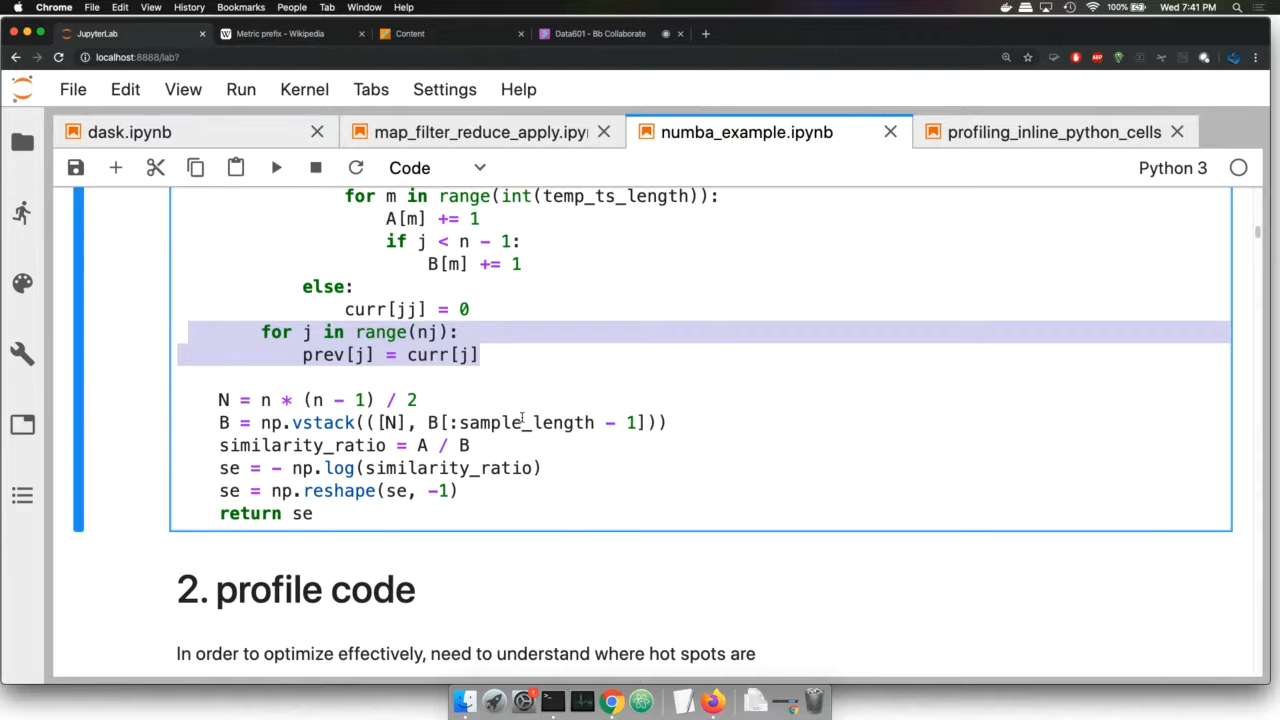 Chrome File Edit View History Bookmarks People Tab Window Help 100% Wed 7:41 PM
JupyterLab Metric prefix - Wikipedia Content Data601 - Bb Collaborate
localhost:8888/lab?
File Edit View Run Kernel Tabs Settings Help
dask.ipynb map_filter_reduce_apply.ipy numba_example.ipynb profiling_inline_python_cells
Code Python 3
for m in range(int(temp_ts_length)):
A[m] += 1
if j < n - 1:
B[m] += 1
else:
curr[jj] = 0
for j in range(nj):
prev[j] = curr[j]
N = n * (n - 1) / 2
B = np.vstack(([N], B[:sample_length - 1]))
similarity_ratio = A / B
se = - np.log(similarity_ratio)
se = np.reshape(se, -1)
return se
2. profile code
In order to optimize effectively, need to understand where hot spots are